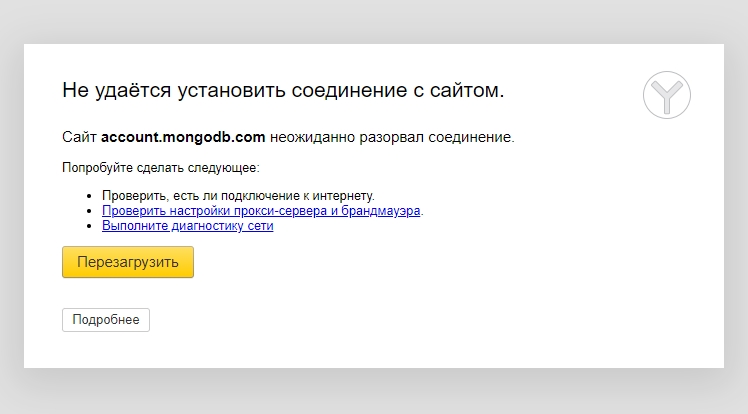 Не удаётся установить соединение с сайтом.
Сайт account.mongodb.com неожиданно разорвал соединение.
Попробуйте сделать следующее:
Проверить, есть ли подключение к интернету.
Проверить настройки прокси-сервера и брандмауэра.
Выполните диагностику сети
Перезагрузить
Подробнее